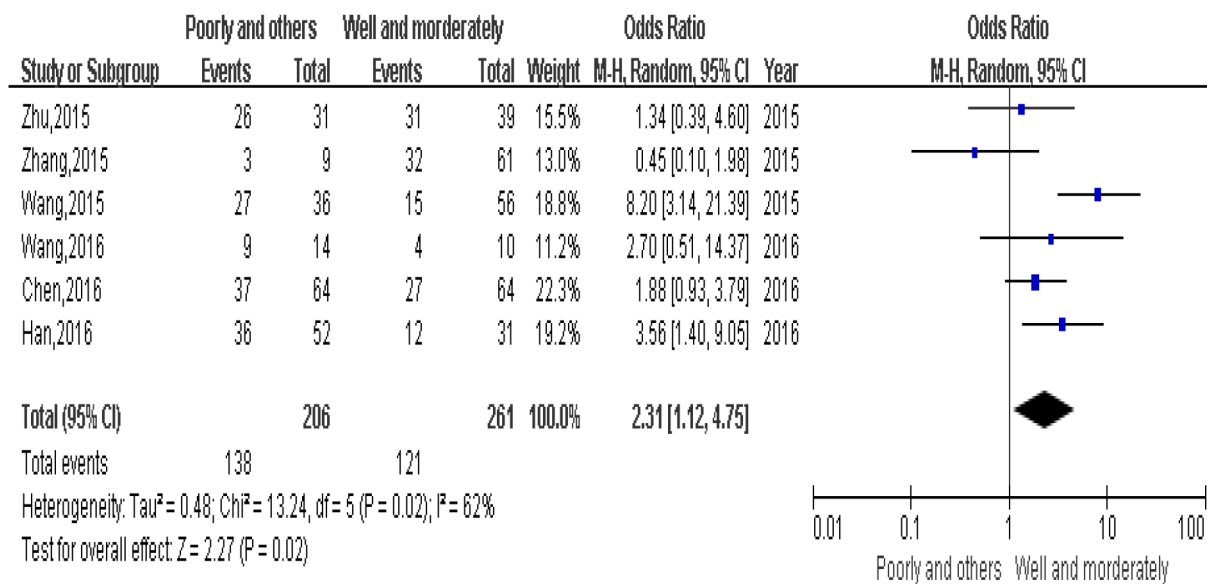 Poorly and others Well and morderately Odds Ratio Odds Ratio
Study or Subgroup Events Total Events Total Weight M-H, Random, 95% CI Year M-H, Random, 95% CI
Zhu,2015 26 31 31 39 15.5% 1.34 [0.39, 4.60] 2015
Zhang,2015 3 9 32 61 13.0% 0.45 [0.10, 1.98] 2015
Wang,2015 27 36 15 56 18.8% 8.20 [3.14, 21.39] 2015
Wang,2016 9 14 4 10 11.2% 2.70 [0.51, 14.37] 2016
Chen,2016 37 64 27 64 22.3% 1.88 [0.93, 3.79] 2016
Han,2016 36 52 12 31 19.2% 3.56 [1.40, 9.05] 2016
Total (95% CI) 206 261 100.0% 2.31 [1.12, 4.75]
Total events 138 121
Heterogeneity: Tau² = 0.48; Chi² = 13.24, df = 5 (P = 0.02); I² = 62%
Test for overall effect: Z = 2.27 (P = 0.02)
0.01 0.1 1 10 100
Poorly and others Well and morderately